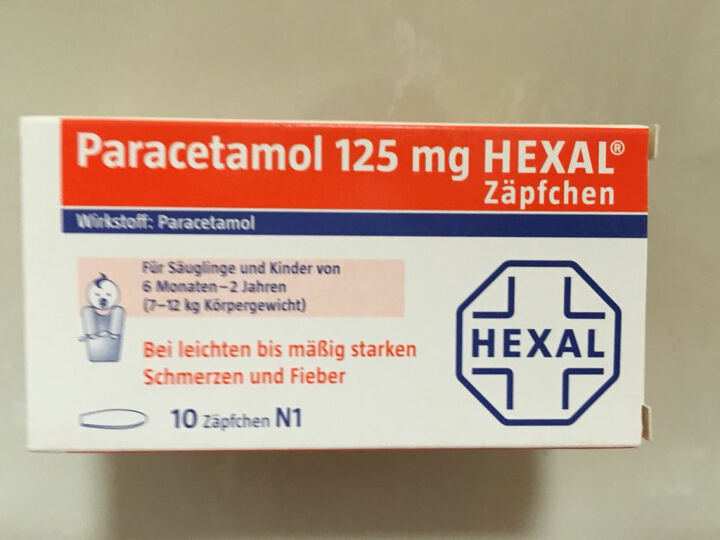 Paracetamol 125 mg HEXAL®
Zäpfchen
Wirkstoff: Paracetamol
Für Säuglinge und Kinder von
6 Monaten–2 Jahren
(7–12 kg Körpergewicht)
Bei leichten bis mäßig starken
Schmerzen und Fieber
10 Zäpfchen N1
HEXAL